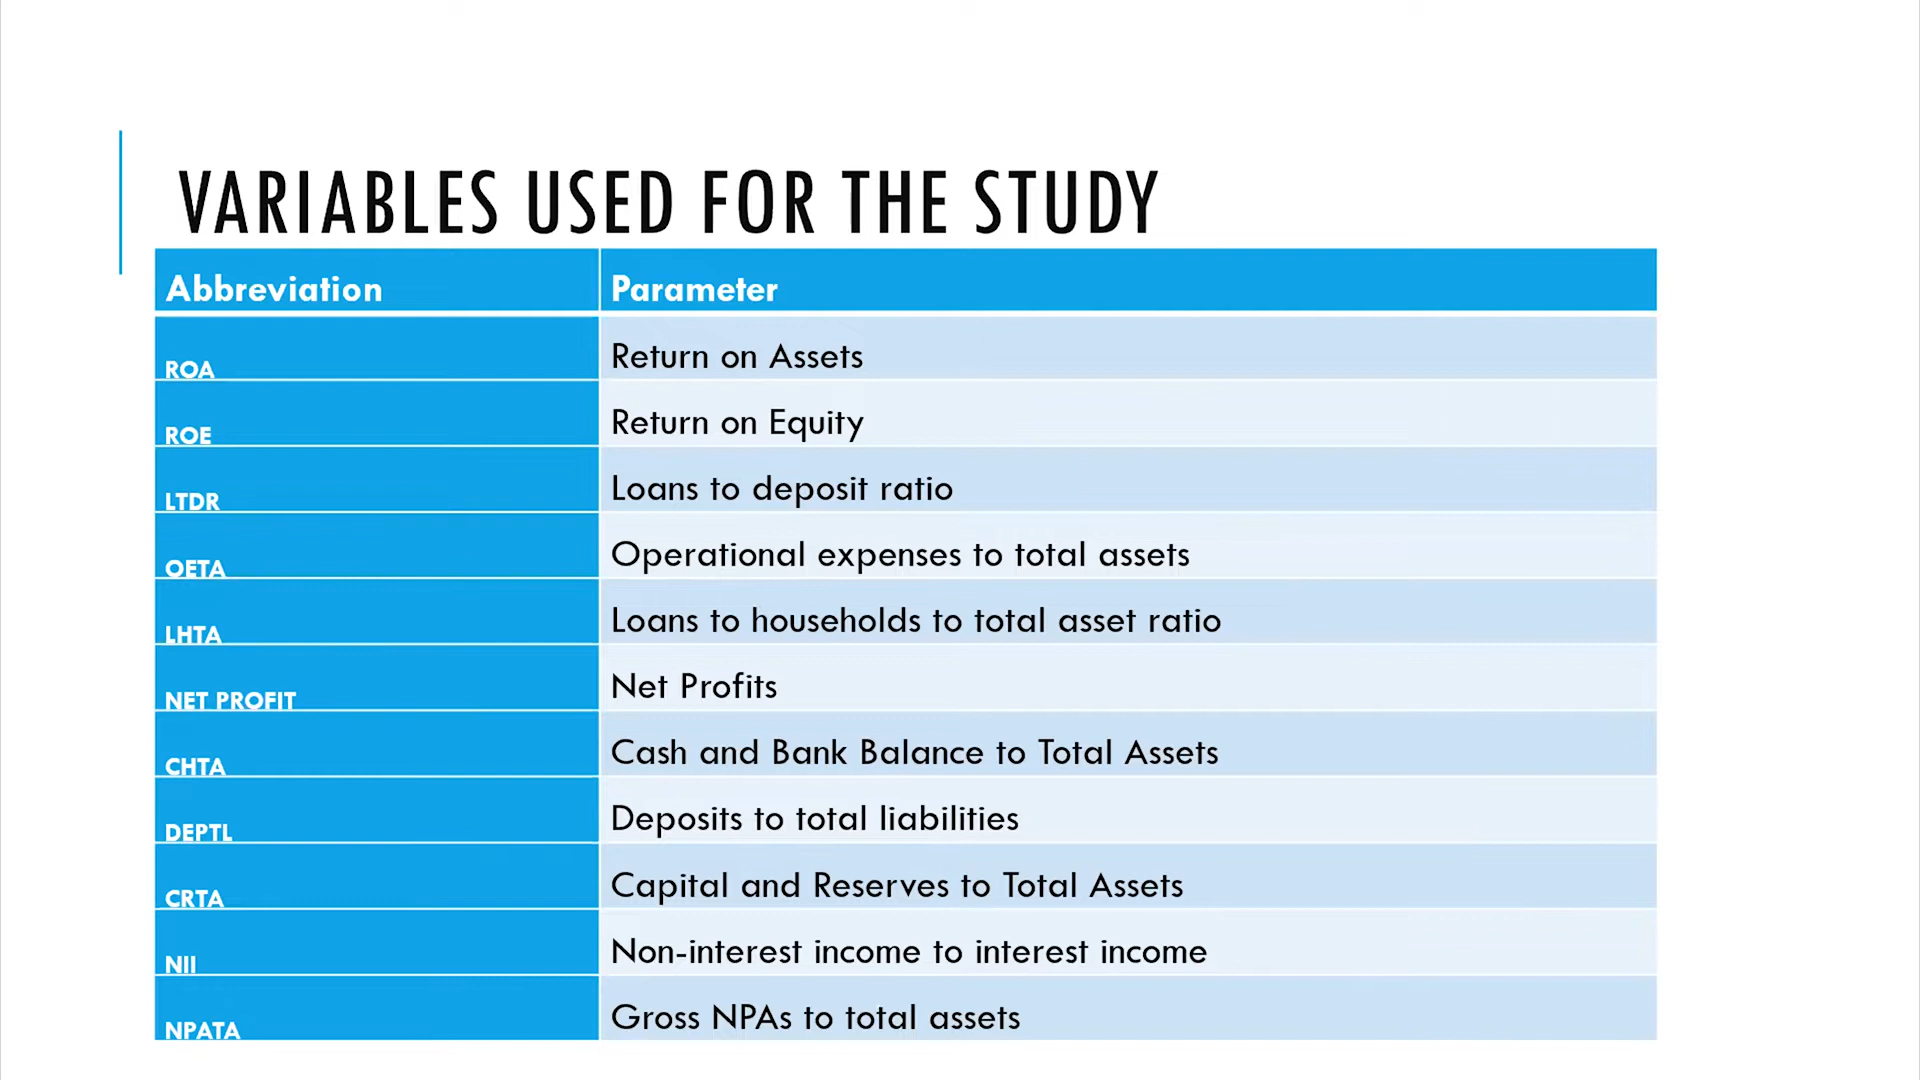 VARIABLES USED FOR THE STUDY
Abbreviation Parameter
ROA Return on Assets
ROE Return on Equity
LTDR Loans to deposit ratio
OETA Operational expenses to total assets
LHTA Loans to households to total asset ratio
NET PROFIT Net Profits
CHTA Cash and Bank Balance to Total Assets
DEPTL Deposits to total liabilities
CRTA Capital and Reserves to Total Assets
NII Non-interest income to interest income
NPATA Gross NPAs to total assets